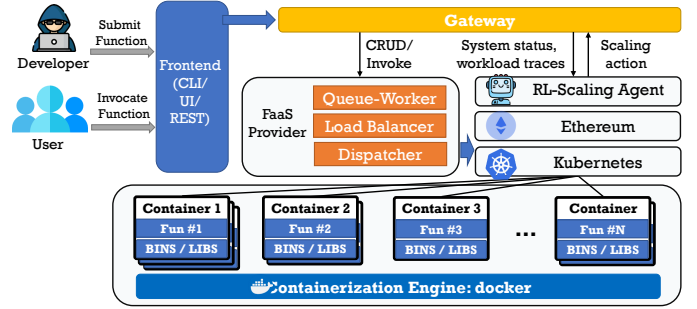 Submit
Function
Developer
Invocate
Function
User
Frontend
(CLI/
UI/
REST)
Gateway
CRUD/
Invoke
System status,
workload traces
Scaling
action
FaaS
Provider
Queue-Worker
Load Balancer
Dispatcher
RL-Scaling Agent
Ethereum
Kubernetes
Container 1
Fun #1
BINS / LIBS
Container 2
Fun #2
BINS / LIBS
Container 3
Fun #3
BINS / LIBS
...
Container
Fun #N
BINS / LIBS
Containerization Engine: docker